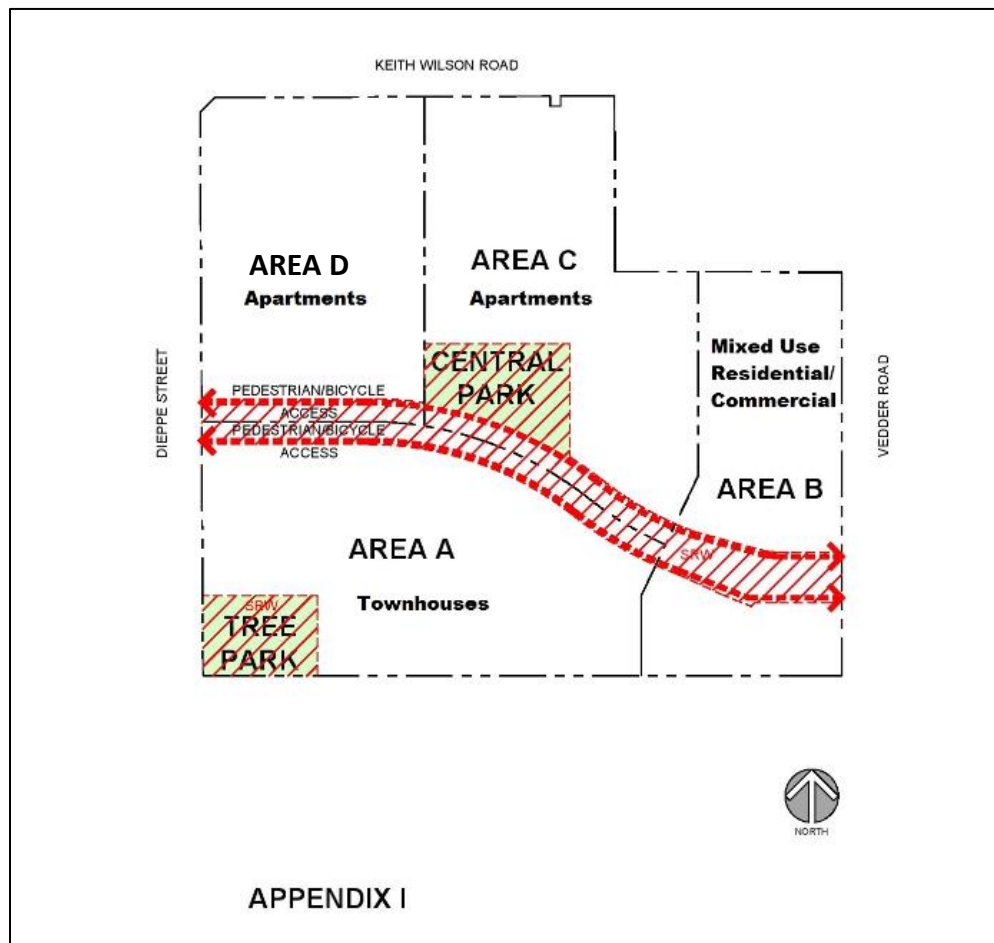 KEITH WILSON ROAD
AREA D
Apartments
AREA C
Apartments
CENTRAL
PARK
Mixed Use
Residential/
Commercial
AREA B
DIEPPE STREET
VEDDER ROAD
PEDESTRIAN/BICYCLE
ACCESS
PEDESTRIAN/BICYCLE
ACCESS
SRW
AREA A
Townhouses
SRW
TREE
PARK
NORTH
APPENDIX I